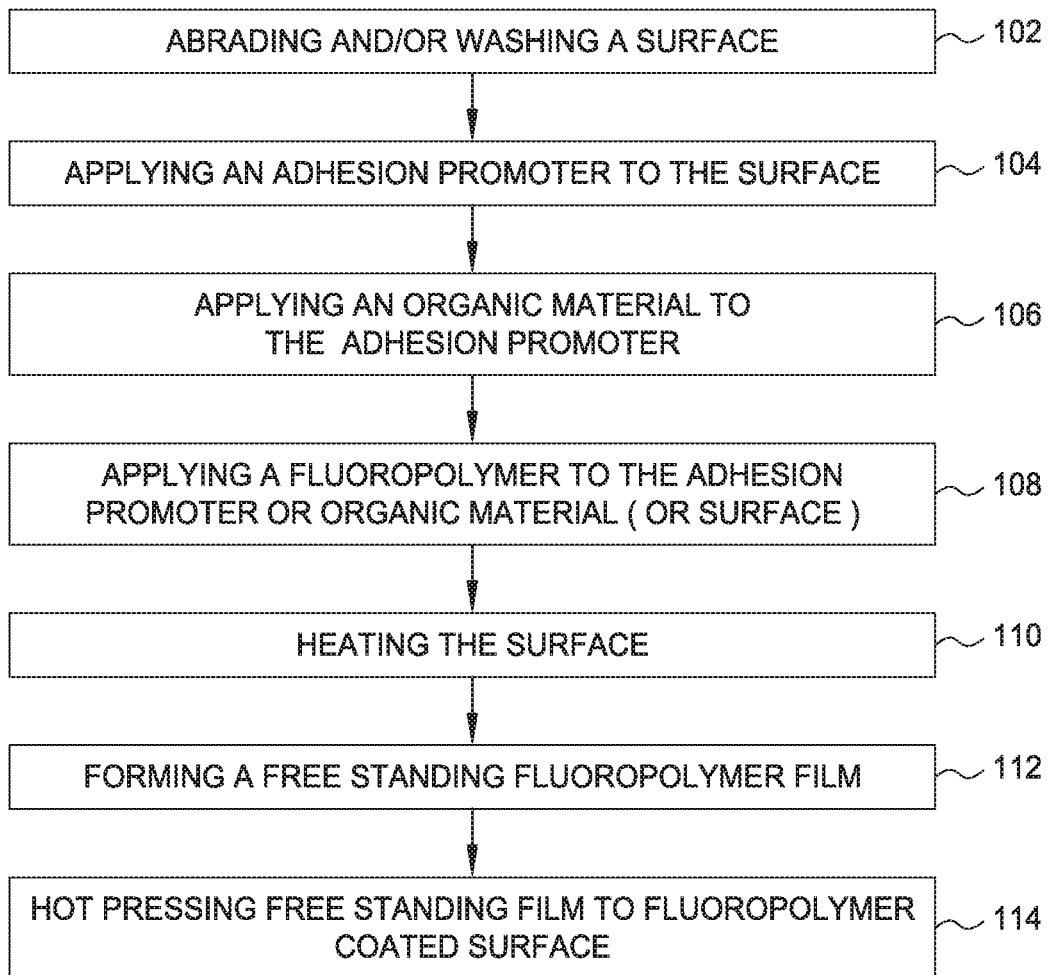 ABRADING AND/OR WASHING A SURFACE
102
APPLYING AN ADHESION PROMOTER TO THE SURFACE
104
APPLYING AN ORGANIC MATERIAL TO
THE ADHESION PROMOTER
106
APPLYING A FLUOROPOLYMER TO THE ADHESION
PROMOTER OR ORGANIC MATERIAL ( OR SURFACE )
108
HEATING THE SURFACE
110
FORMING A FREE STANDING FLUOROPOLYMER FILM
112
HOT PRESSING FREE STANDING FILM TO FLUOROPOLYMER
COATED SURFACE
114